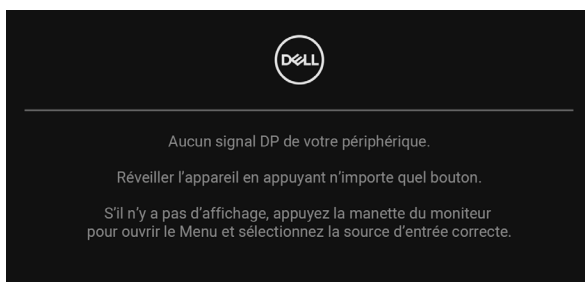 DELL
Aucun signal DP de votre périphérique.
Réveiller l'appareil en appuyant n'importe quel bouton.
S'il n'y a pas d'affichage, appuyez la manette du moniteur
pour ouvrir le Menu et sélectionnez la source d'entrée correcte.